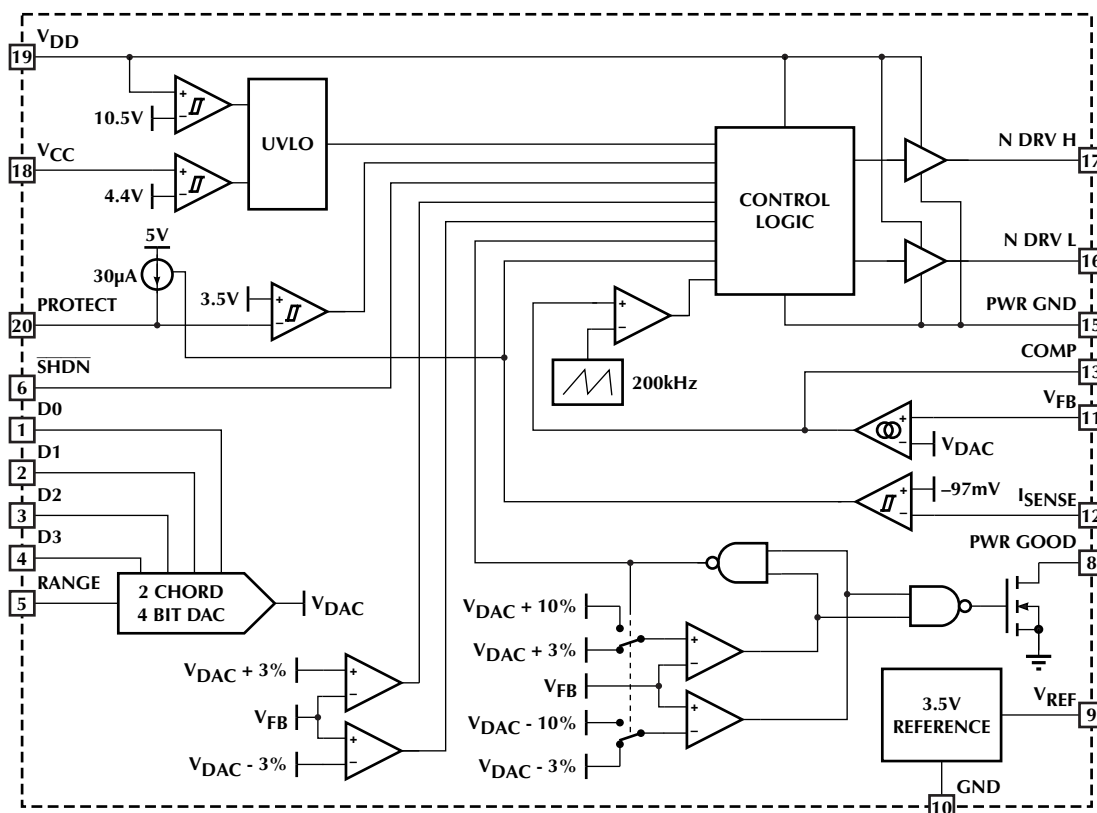 VDD
19
10.5V
UVLO
VCC
18
4.4V
5V
30µA
PROTECT
20
3.5V
SHDN
6
D0
1
D1
2
D2
3
D3
4
RANGE
5
2 CHORD
4 BIT DAC
VDAC
CONTROL
LOGIC
N DRV H
17
N DRV L
16
PWR GND
15
COMP
13
200kHz
VFB
11
VDAC
–97mV
ISENSE
12
PWR GOOD
8
VDAC + 10%
VDAC + 3%
VFB
VDAC - 10%
VDAC - 3%
VDAC + 3%
VFB
VDAC - 3%
3.5V
REFERENCE
VREF
9
GND
10